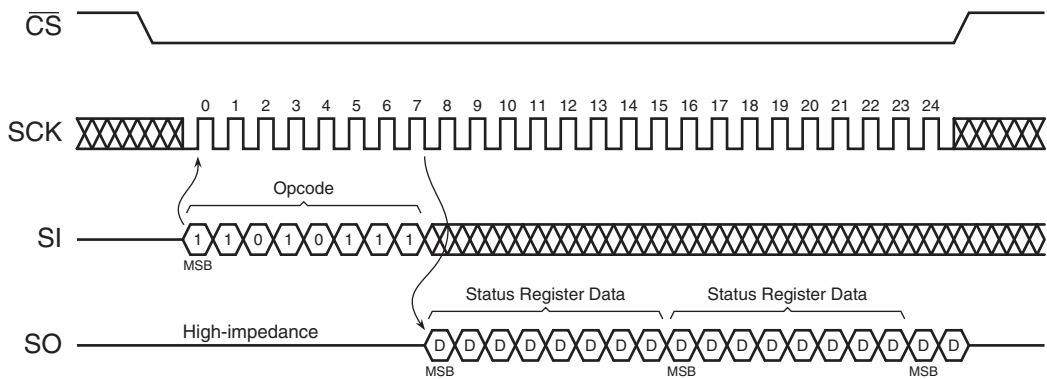 CS
0 1 2 3 4 5 6 7 8 9 10 11 12 13 14 15 16 17 18 19 20 21 22 23 24
SCK
Opcode
SI 1 1 0 1 0 1 1 1
MSB
Status Register Data Status Register Data
High-impedance
SO D D D D D D D D D D D D D D D D D D
MSB MSB MSB